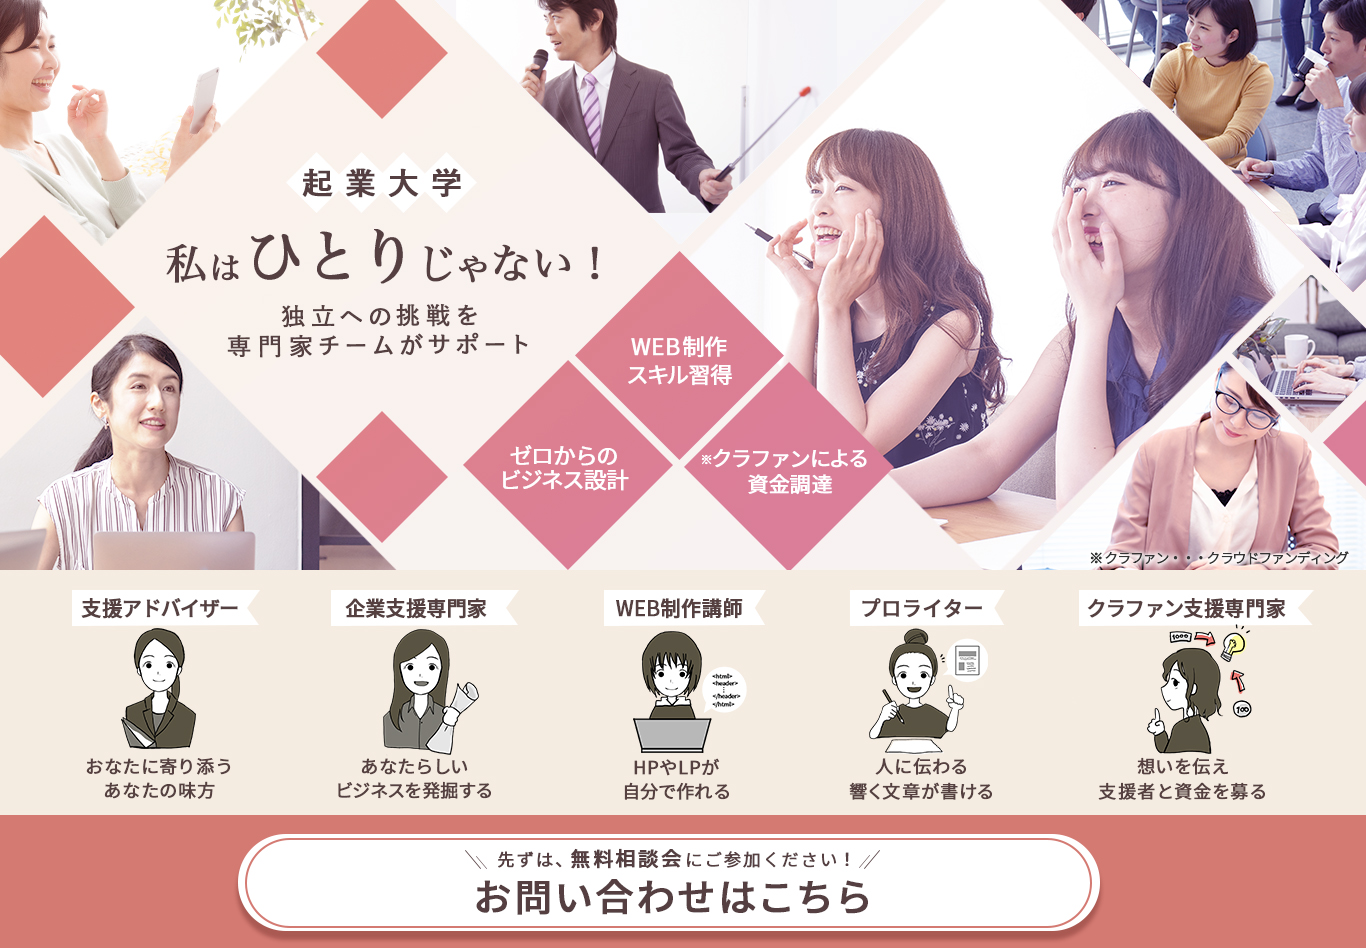 起業大学
私はひとりじゃない！
独立への挑戦を
専門家チームがサポート
WEB制作
スキル習得
ゼロからの
ビジネス設計
※クラファンによる
資金調達
※クラファン・・・クラウドファンディング
支援アドバイザー
企業支援専門家
WEB制作講師
プロライター
クラファン支援専門家
<html>
<header>
⋮
</header>
</html>
1000
100
おなたに寄り添う
あなたの味方
あなたらしい
ビジネスを発掘する
HPやLPが
自分で作れる
人に伝わる
響く文章が書ける
想いを伝え
支援者と資金を募る
先ずは、無料相談会にご参加ください！
お問い合わせはこちら